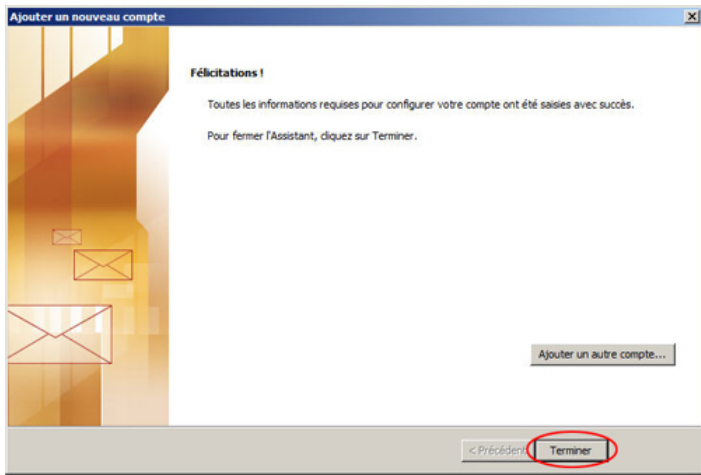 Ajouter un nouveau compte
Félicitations !
Toutes les informations requises pour configurer votre compte ont été saisies avec succès.
Pour fermer l'Assistant, cliquez sur Terminer.
Ajouter un autre compte...
< Précédent
Terminer